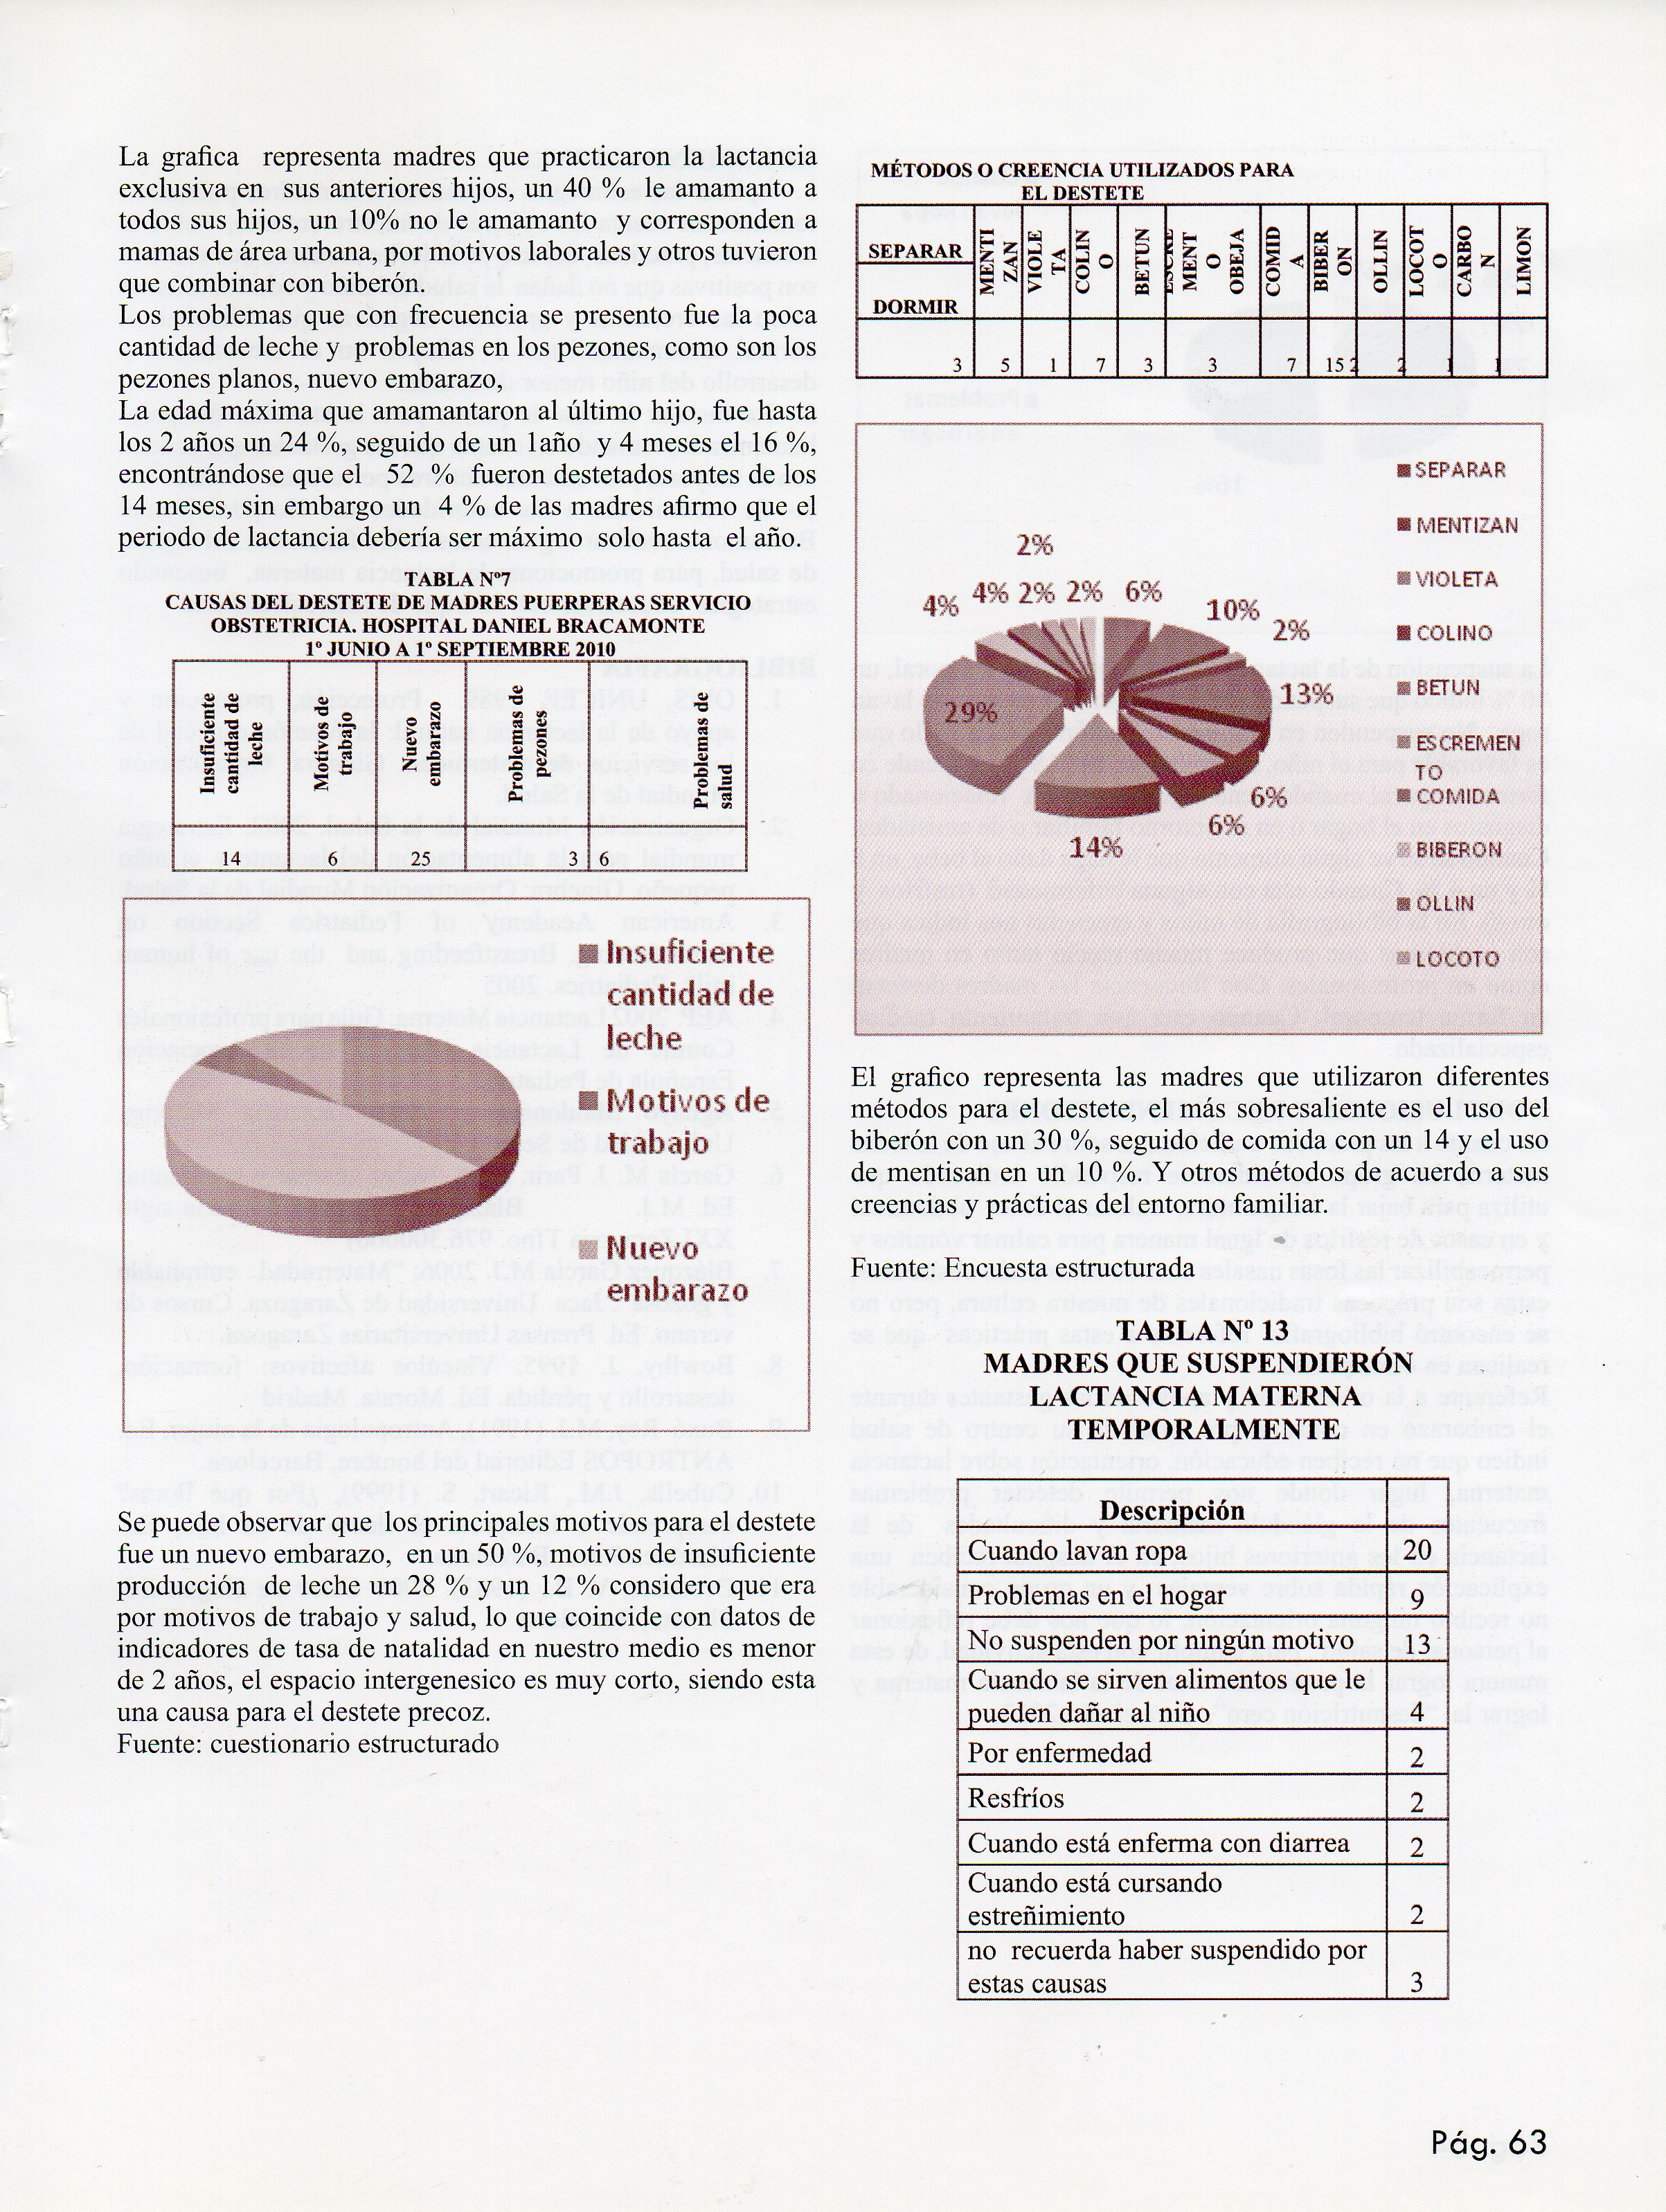 La grafica representa madres que practicaron la lactancia
exclusiva en sus anteriores hijos, un 40 % le amamanto a
todos sus hijos, un 10% no le amamanto y corresponden a
mamas de área urbana, por motivos laborales y otros tuvieron
que combinar con biberón.
Los problemas que con frecuencia se presento fue la poca
cantidad de leche y problemas en los pezones, como son los
pezones planos, nuevo embarazo,
La edad máxima que amamantaron al último hijo, fue hasta
los 2 años un 24 %, seguido de un 1año y 4 meses el 16 %,
encontrándose que el 52 % fueron destetados antes de los
14 meses, sin embargo un 4 % de las madres afirmo que el
periodo de lactancia debería ser máximo solo hasta el año.
TABLA Nº7
CAUSAS DEL DESTETE DE MADRES PUERPERAS SERVICIO
OBSTETRICIA. HOSPITAL DANIEL BRACAMONTE
1º JUNIO A 1º SEPTIEMBRE 2010
Insuficiente
cantidad de
leche
Motivos de
trabajo
Nuevo
embarazo
Problemas de
pezones
Problemas de
salud
14 6 25 3 6
Insuficiente
cantidad de
leche
Motivos de
trabajo
Nuevo
embarazo
Se puede observar que los principales motivos para el destete
fue un nuevo embarazo, en un 50 %, motivos de insuficiente
producción de leche un 28 % y un 12 % considero que era
por motivos de trabajo y salud, lo que coincide con datos de
indicadores de tasa de natalidad en nuestro medio es menor
de 2 años, el espacio intergenesico es muy corto, siendo esta
una causa para el destete precoz.
Fuente: cuestionario estructurado
MÉTODOS O CREENCIA UTILIZADOS PARA
EL DESTETE
SEPARAR
DORMIR
MENTI
ZAN
VIOLE
TA
COLIN
O
BETUN
ESCRE
MENT
O
OBEJA
COMID
A
BIBER
ON
OLLIN
LOCOT
O
CARBO
N
LIMON
3 5 1 7 3 3 7 15 2 2 1 1
SEPARAR
MENTIZAN
VIOLETA
COLINO
BETUN
ESCREMEN
TO
COMIDA
BIBERON
OLLIN
LOCOTO
2%
4% 4% 2% 2% 6%
10%
2%
13%
29%
6%
6%
14%
El grafico representa las madres que utilizaron diferentes
métodos para el destete, el más sobresaliente es el uso del
biberón con un 30 %, seguido de comida con un 14 y el uso
de mentisan en un 10 %. Y otros métodos de acuerdo a sus
creencias y prácticas del entorno familiar.
Fuente: Encuesta estructurada
TABLA Nº 13
MADRES QUE SUSPENDIERÓN
LACTANCIA MATERNA
TEMPORALMENTE
Descripción
Cuando lavan ropa 20
Problemas en el hogar 9
No suspenden por ningún motivo 13
Cuando se sirven alimentos que le
pueden dañar al niño 4
Por enfermedad 2
Resfríos 2
Cuando está enferma con diarrea 2
Cuando está cursando
estreñimiento 2
no recuerda haber suspendido por
estas causas 3
Pág. 63